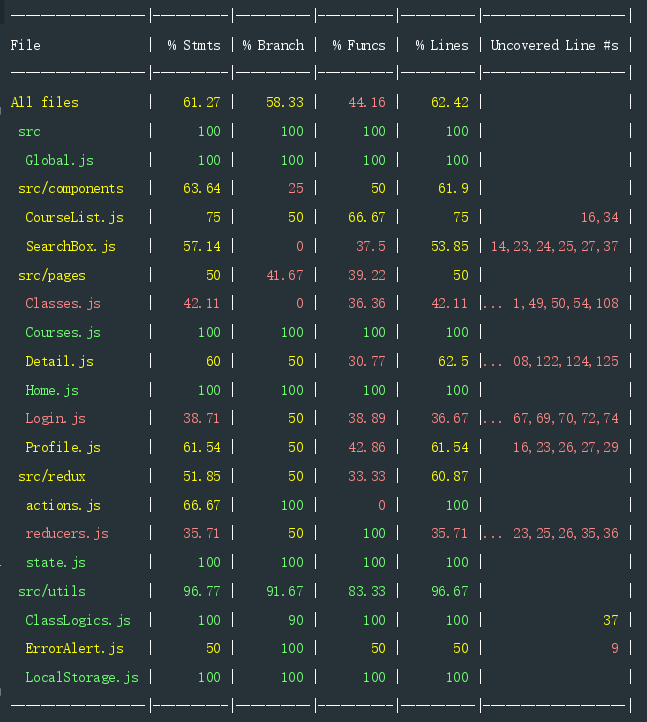 File | % Stmts | % Branch | % Funcs | % Lines | Uncovered Line #s |
All files | 61.27 | 58.33 | 44.16 | 62.42 | |
src | 100 | 100 | 100 | 100 | |
Global.js | 100 | 100 | 100 | 100 | |
src/components | 63.64 | 25 | 50 | 61.9 | |
CourseList.js | 75 | 50 | 66.67 | 75 | 16,34 |
SearchBox.js | 57.14 | 0 | 37.5 | 53.85 | 14,23,24,25,27,37 |
src/pages | 50 | 41.67 | 39.22 | 50 | |
Classes.js | 42.11 | 0 | 36.36 | 42.11 |... 1,49,50,54,108 |
Courses.js | 100 | 100 | 100 | 100 | |
Detail.js | 60 | 50 | 30.77 | 62.5 |... 08,122,124,125 |
Home.js | 100 | 100 | 100 | 100 | |
Login.js | 38.71 | 50 | 38.89 | 36.67 |... 67,69,70,72,74 |
Profile.js | 61.54 | 50 | 42.86 | 61.54 | 16,23,26,27,29 |
src/redux | 51.85 | 50 | 33.33 | 60.87 | |
actions.js | 66.67 | 100 | 0 | 100 | |
reducers.js | 35.71 | 50 | 100 | 35.71 |... 23,25,26,35,36 |
state.js | 100 | 100 | 100 | 100 | |
src/utils | 96.77 | 91.67 | 83.33 | 96.67 | |
ClassLogics.js | 100 | 90 | 100 | 100 | 37 |
ErrorAlert.js | 50 | 100 | 50 | 50 | 9 |
LocalStorage.js | 100 | 100 | 100 | 100 | |